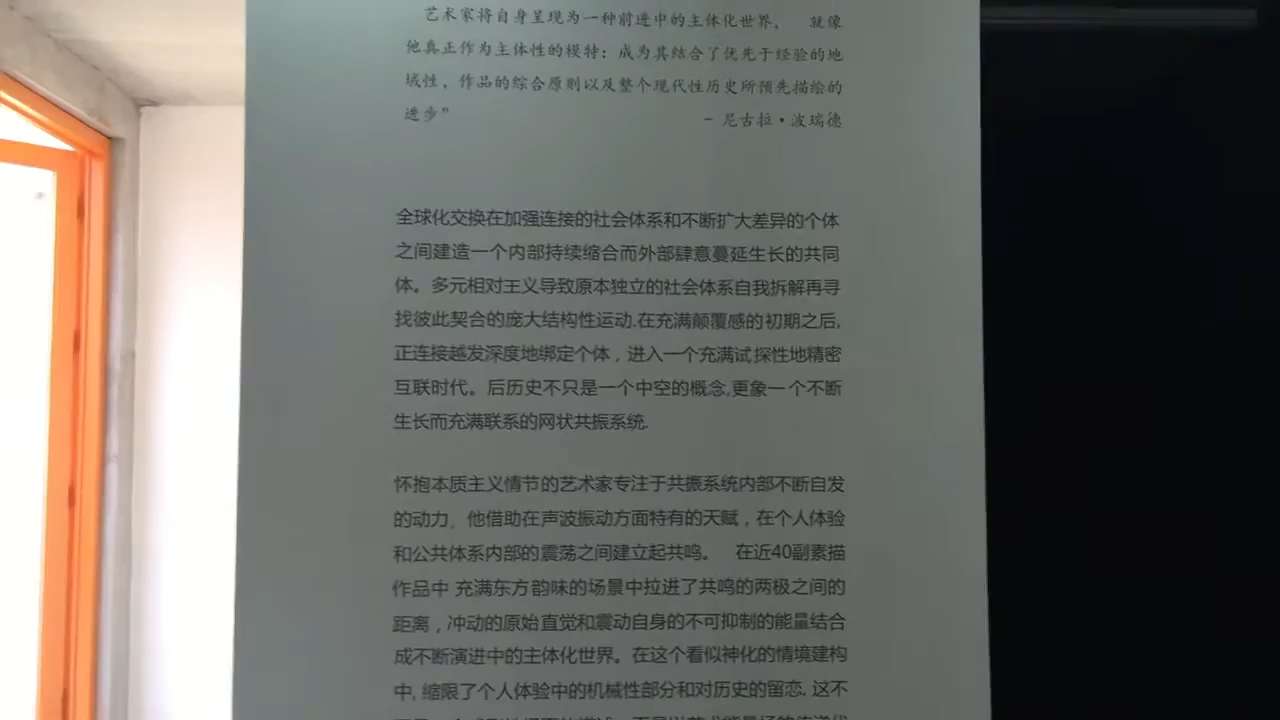 艺术家将自身呈现为一种前进中的主体化世界， 就像
他真正作为主体性的模特；成为其结合了优先于经验的地
域性，作品的综合原则以及整个现代性历史所预先描绘的
进步”
- 尼古拉·波瑞德
全球化交换在加强连接的社会体系和不断扩大差异的个体
之间建造一个内部持续缩合而外部肆意蔓延生长的共同
体。多元相对王义导致原本独立的社会体系自我拆解再寻
找彼此契合的庞大结构性运动.在充满颠覆感的初期之后,
正连接越发深度地绑定个体，进入一个充满试探性地精密
互联时代。后历史不只是一个中空的概念,更象一个不断
生长而充满联系的网状共振系统.
怀抱本质主义情节的艺术家专注于共振系统内部不断自发
的动力，他借助在声波振动方面特有的天赋，在个人体验
和公共体系内部的震荡之间建立起共鸣。 在近40副素描
作品中 充满东方韵味的场景中拉进了共鸣的两极之间的
距离，冲动的原始直觉和震动自身的不可抑制的能量结合
成不断演进中的主体化世界。在这个看似神化的情境建构
中, 缩限了个人体验中的机械性部分和对历史的留恋. 这不